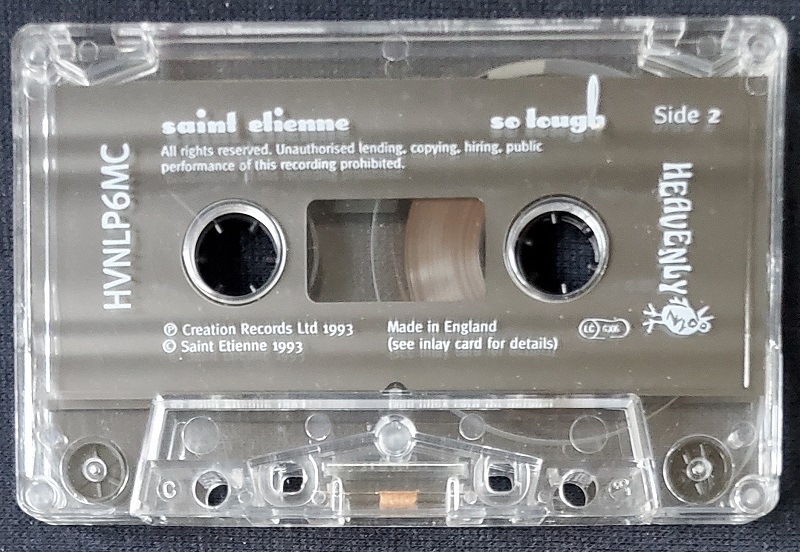 saint etienne
so tough
Side 2
All rights reserved. Unauthorised lending, copying, hiring, public
performance of this recording prohibited.
HVNLP6MC
HEAVENLY
℗ Creation Records Ltd 1993
© Saint Etienne 1993
Made in England
(see inlay card for details)
LC
C